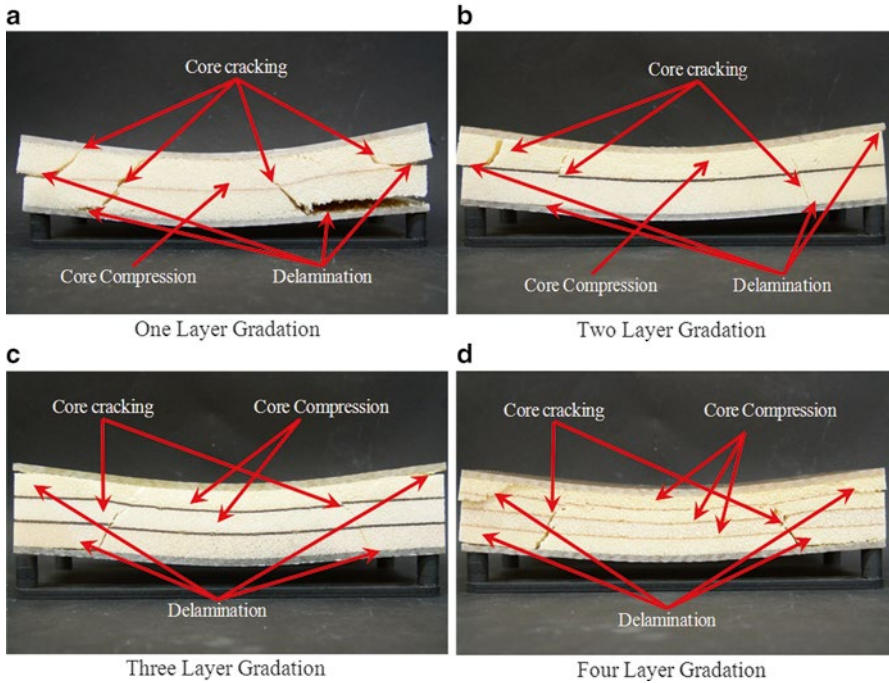 a
Core cracking
Core Compression
Delamination
One Layer Gradation
b
Core cracking
Core Compression
Delamination
Two Layer Gradation
c
Core cracking
Core Compression
Delamination
Three Layer Gradation
d
Core cracking
Core Compression
Delamination
Four Layer Gradation